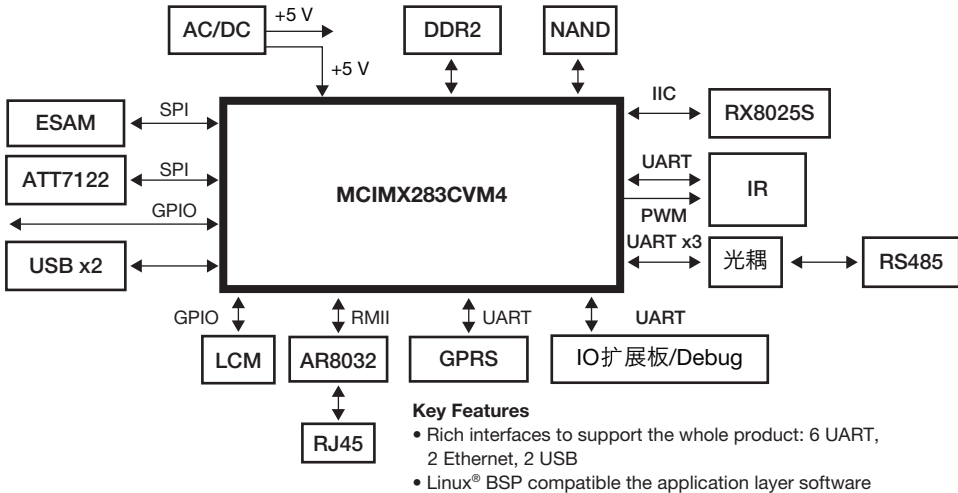 AC/DC
+5 V
+5 V
DDR2
NAND
ESAM
SPI
ATT7122
SPI
GPIO
USB x2
MCIMX283CVM4
IIC
RX8025S
UART
IR
PWM
UART x3
光耦
RS485
GPIO
RMII
UART
UART
LCM
AR8032
GPRS
IO扩展板/Debug
RJ45
Key Features
• Rich interfaces to support the whole product: 6 UART,
2 Ethernet, 2 USB
• Linux® BSP compatible the application layer software